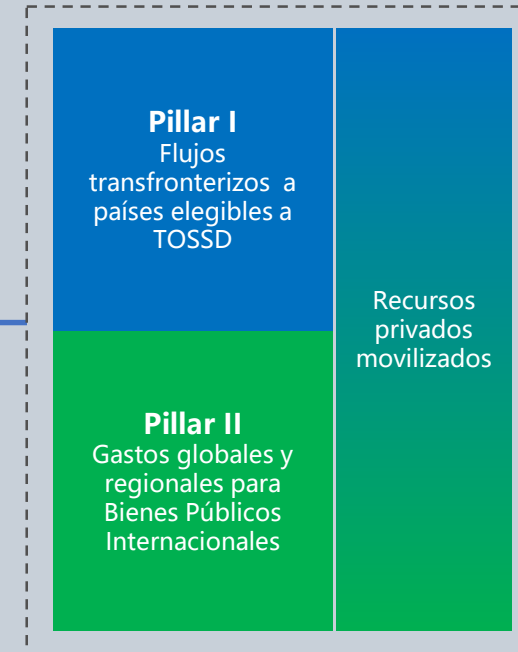 Pillar I
Flujos
transfronterizos  a
países elegibles a
TOSSD
Pillar II
Gastos globales y
regionales para
Bienes Públicos
Internacionales
Recursos
privados
movilizados